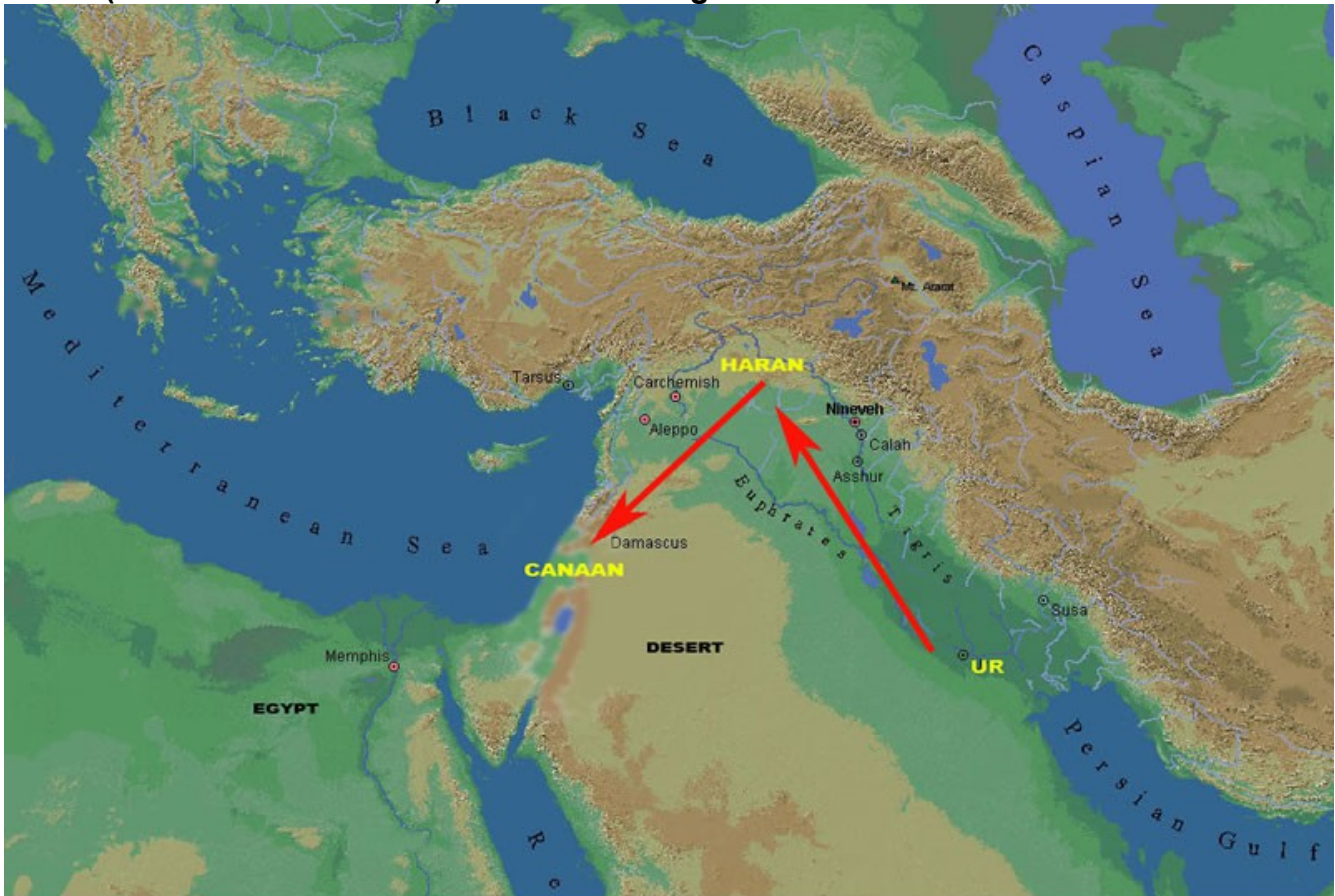 Black Sea
Caspian Sea
Mt. Ararat
Mediterranean Sea
HARAN
Tarsus
Carchemish
Nineveh
Aleppo
Calah
Asshur
Euphrates
Tigris
Damascus
CANAAN
Susa
DESERT
Memphis
UR
EGYPT
Persian Gulf
Re